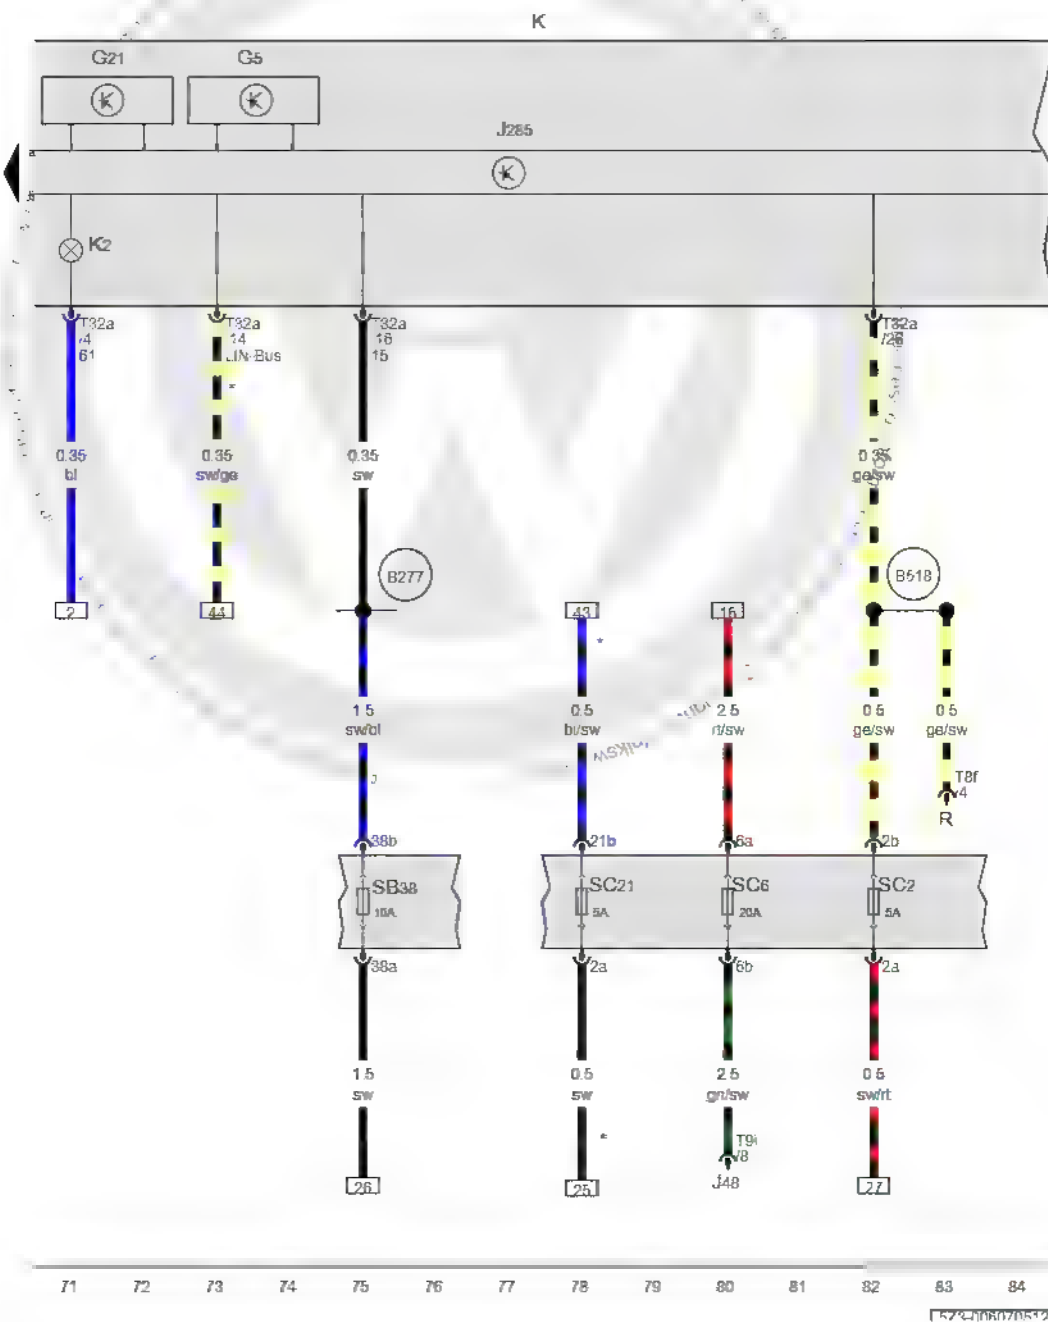 K
G21
G5
J285
K2
T32a
/4
61
T32a
14
LIN-Bus
*
T32a
16
15
T32a
0.35
bl
0.35
sw/ge
0.35
sw
0.35
ge/sw
B277
B518
2
44
43
16
*
1.5
sw/bl
0.5
bl/sw
2.5
rt/sw
0.5
ge/sw
0.5
ge/sw
T8f
/4
R
38b
21b
6a
2b
SB38
10A
SC21
5A
SC6
20A
SC2
5A
38a
2a
6b
2a
1.5
sw
0.5
sw
2.5
gn/sw
0.5
sw/rt
*
T9i
/8
J48
26
25
27
71 72 73 74 75 76 77 78 79 80 81 82 83 84